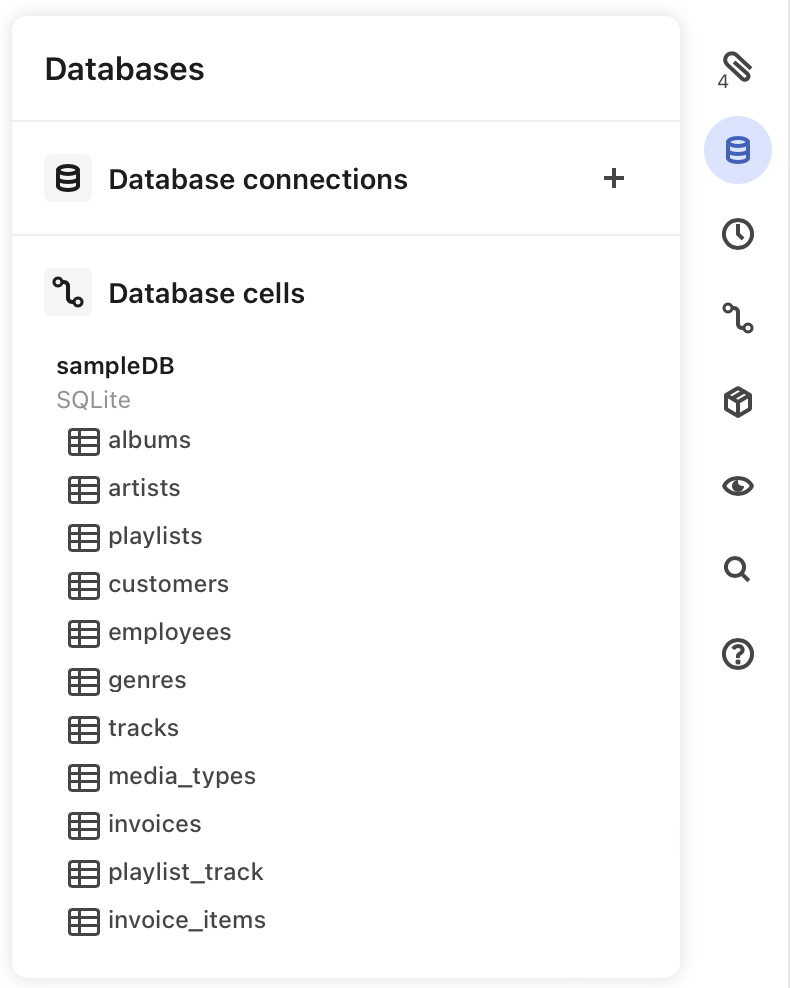 Databases
4
Database connections
Database cells
sampleDB
SQLite
albums
artists
playlists
customers
employees
genres
tracks
media_types
invoices
playlist_track
invoice_items